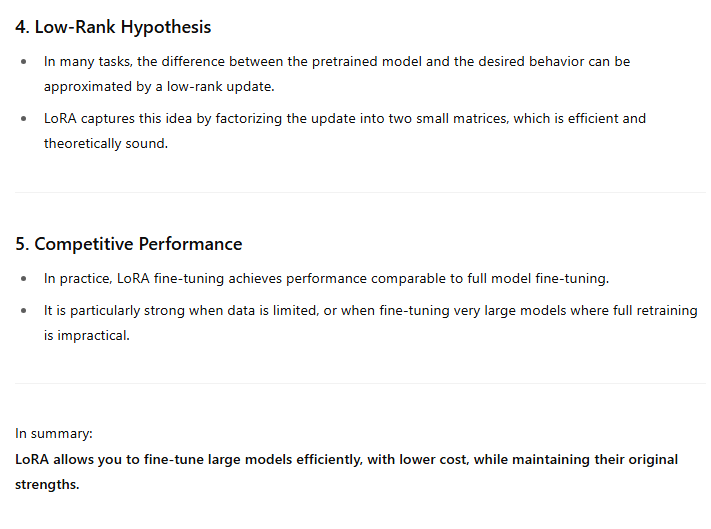 4. Low-Rank Hypothesis
• In many tasks, the difference between the pretrained model and the desired behavior can be
approximated by a low-rank update.
• LoRA captures this idea by factorizing the update into two small matrices, which is efficient and
theoretically sound.
5. Competitive Performance
• In practice, LoRA fine-tuning achieves performance comparable to full model fine-tuning.
• It is particularly strong when data is limited, or when fine-tuning very large models where full retraining
is impractical.
In summary:
LoRA allows you to fine-tune large models efficiently, with lower cost, while maintaining their original
strengths.